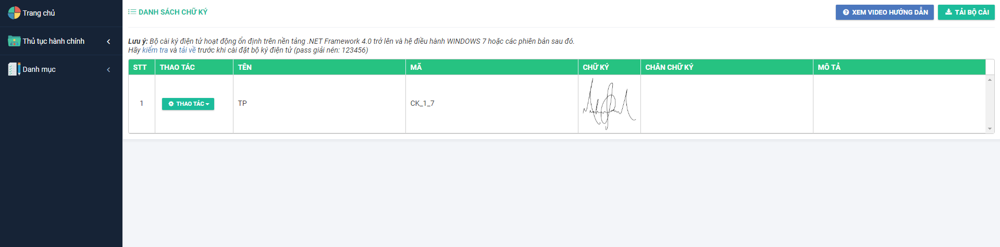 Trang chủ
Thủ tục hành chính
Danh mục
DANH SÁCH CHỮ KÝ
XEM VIDEO HƯỚNG DẪN
TẢI BỘ CÀI
Lưu ý: Bộ cài ký điện tử hoạt động ổn định trên nền tảng .NET Framework 4.0 trở lên và hệ điều hành WINDOWS 7 hoặc các phiên bản sau đó.
Hãy kiểm tra và tải về trước khi cài đặt bộ ký điện tử (pass giải nén: 123456)
STT THAO TÁC TÊN MÃ CHỮ KÝ CHÂN CHỮ KÝ MÔ TẢ
1 THAO TÁC TP CK_1_7